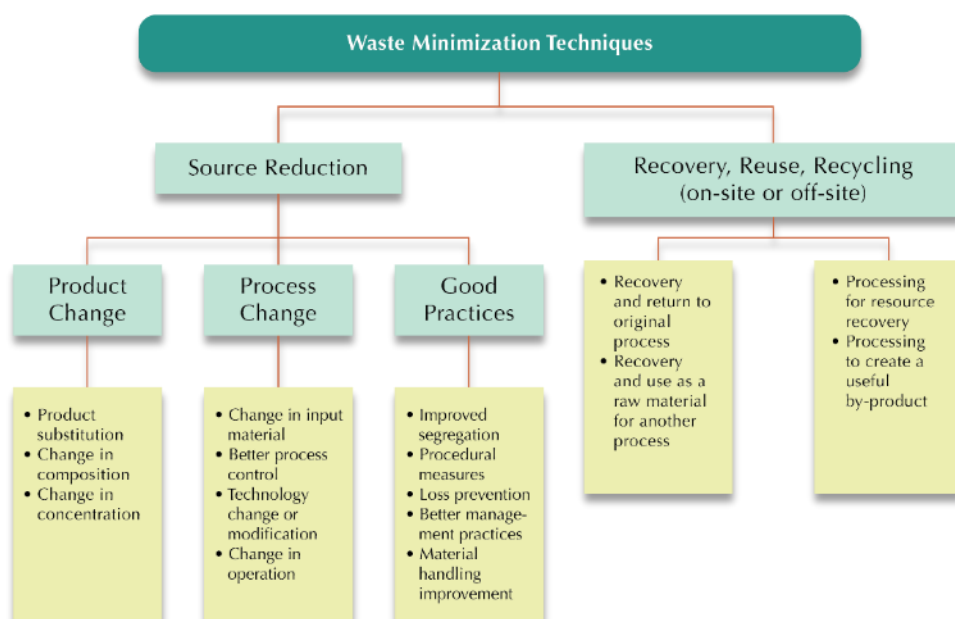 Waste Minimization Techniques
Source Reduction
Recovery, Reuse, Recycling
(on-site or off-site)
Product
Change
Process
Change
Good
Practices
• Product
substitution
• Change in
composition
• Change in
concentration
• Change in input
material
• Better process
control
• Technology
change or
modification
• Change in
operation
• Improved
segregation
• Procedural
measures
• Loss prevention
• Better manage-
ment practices
• Material
handling
improvement
• Recovery
and return to
original
process
• Recovery
and use as a
raw material
for another
process
• Processing
for resource
recovery
• Processing
to create a
useful
by-product